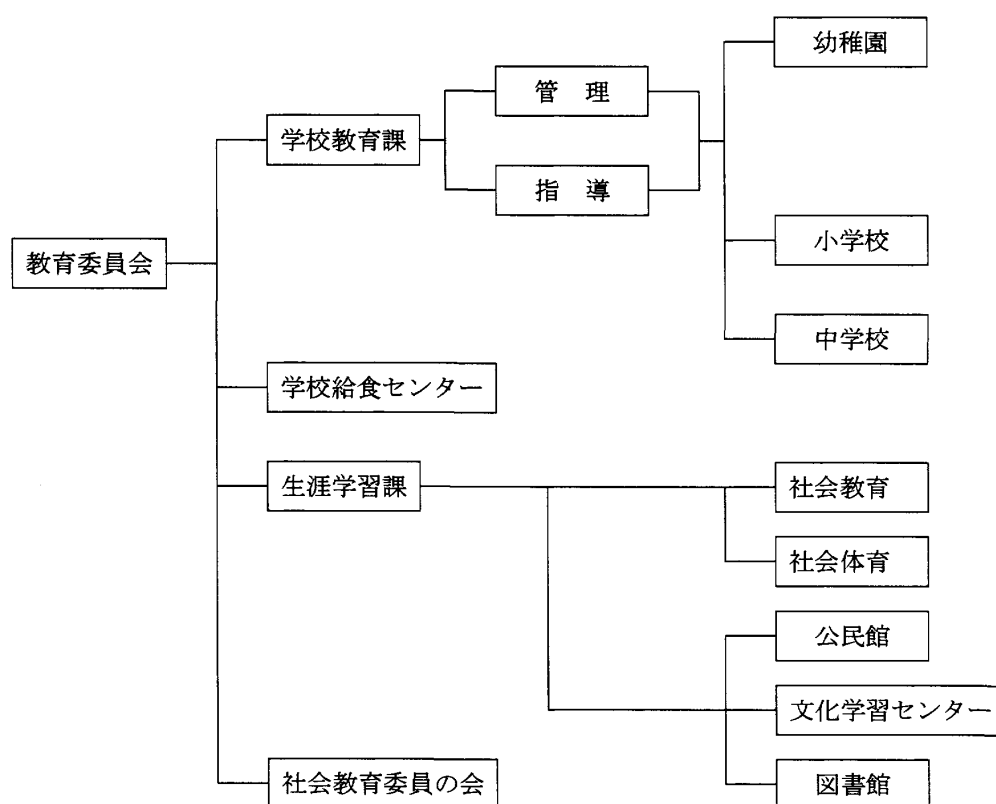 幼稚園
管 理
学校教育課
指 導
小学校
教育委員会
中学校
学校給食センター
生涯学習課
社会教育
社会体育
公民館
文化学習センター
社会教育委員の会
図書館